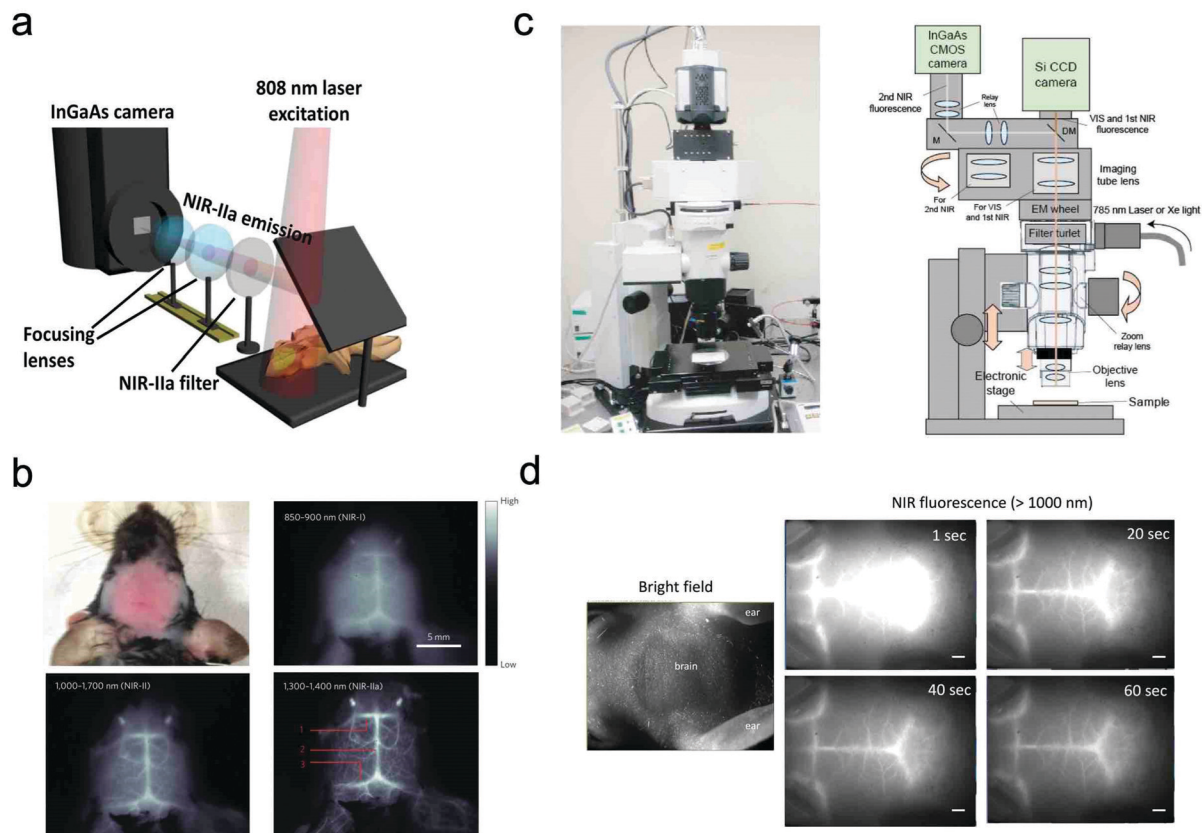 a
808 nm laser
excitation
InGaAs camera
NIR-IIa emission
Focusing
lenses
NIR-IIa filter
b
850–900 nm (NIR-I)
High
5 mm
Low
1,000–1,700 nm (NIR-II)
1,300–1,400 nm (NIR-IIa)
1
2
3
c
InGaAs
CMOS
camera
Si CCD
camera
2nd NIR
fluorescence
Relay
lens
VIS and 1st NIR
fluorescence
M
DM
Imaging
tube lens
For
2nd NIR
For VIS
and 1st NIR
EM wheel
785 nm Laser or Xe light
Filter turlet
Zoom
relay lens
Objective
lens
Electronic
stage
Sample
d
NIR fluorescence (> 1000 nm)
Bright field
ear
brain
ear
1 sec
20 sec
40 sec
60 sec